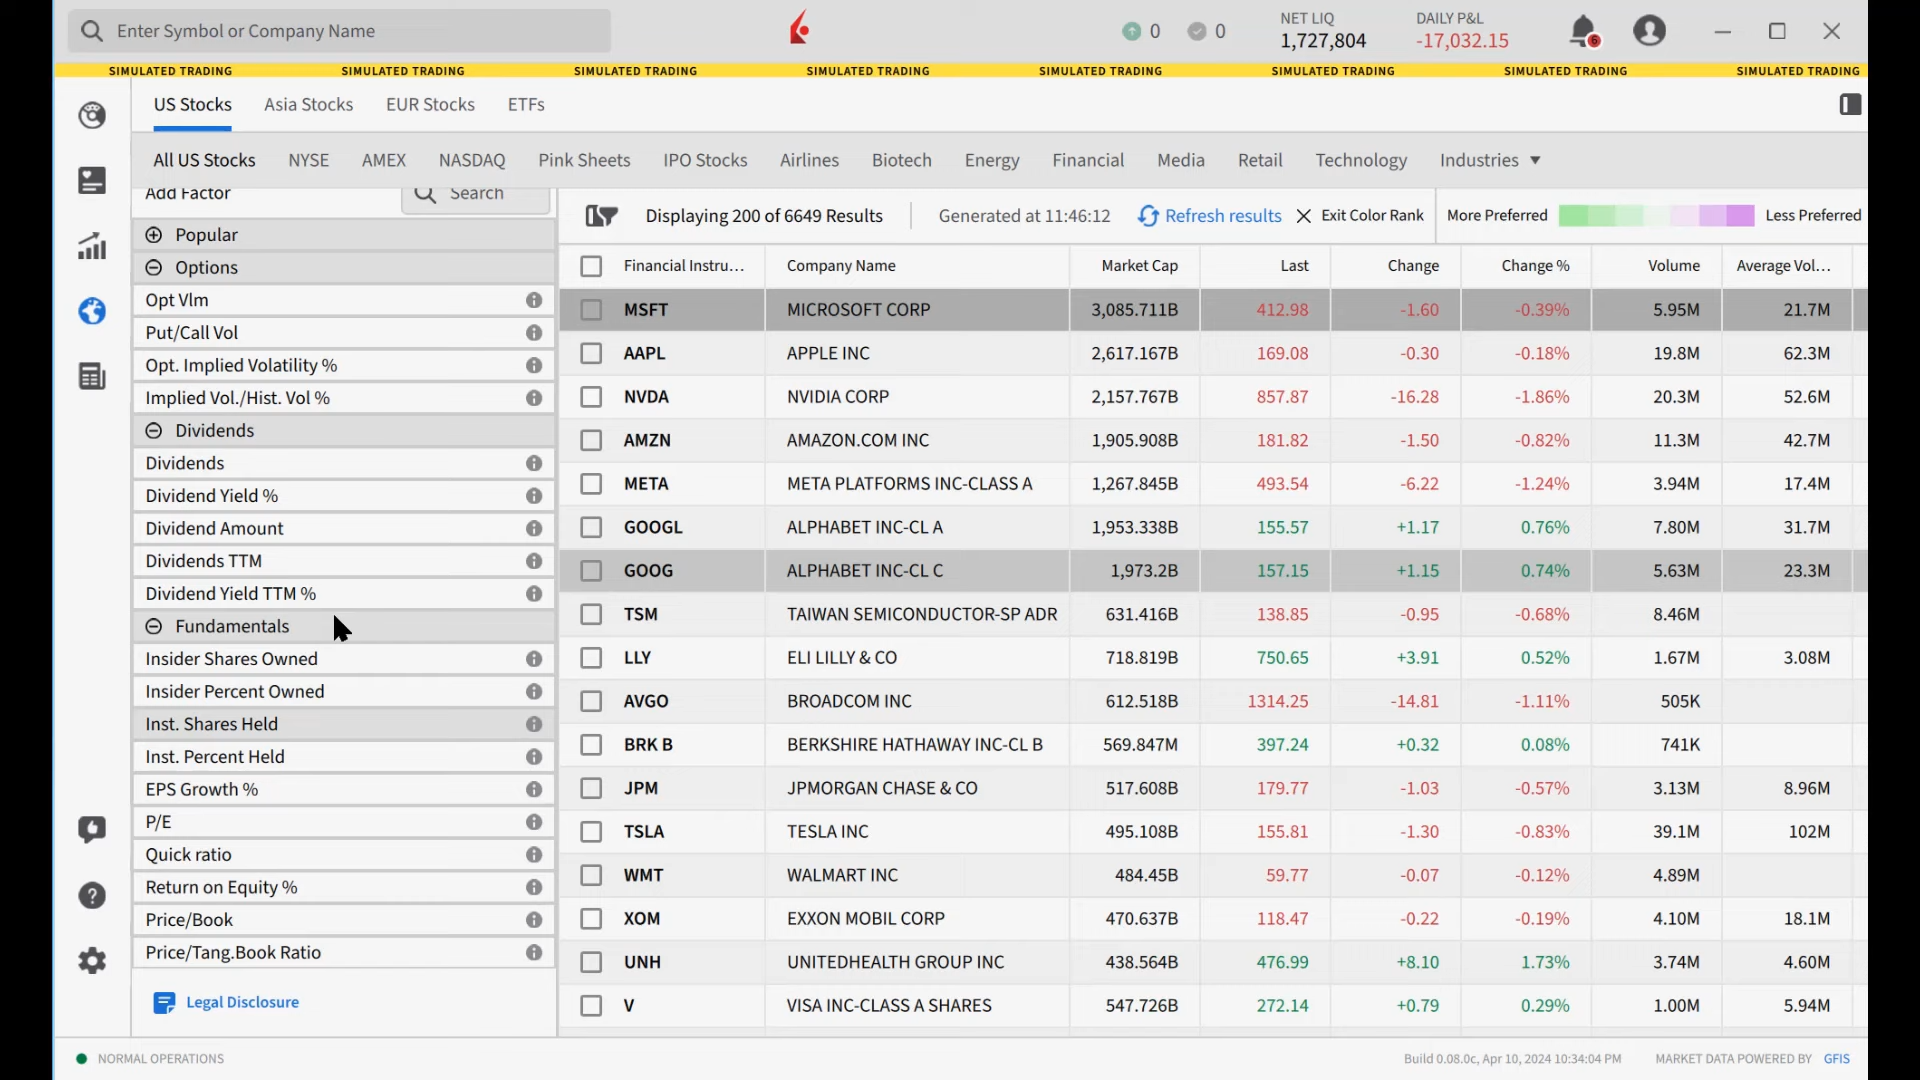 Enter Symbol or Company Name
0
0
NET LIQ
1,727,804
DAILY P&L
-17,032.15
6
SIMULATED TRADING SIMULATED TRADING SIMULATED TRADING SIMULATED TRADING SIMULATED TRADING SIMULATED TRADING SIMULATED TRADING SIMULATED TRADING
US Stocks Asia Stocks EUR Stocks ETFs
All US Stocks NYSE AMEX NASDAQ Pink Sheets IPO Stocks Airlines Biotech Energy Financial Media Retail Technology Industries
Add Factor Search
Popular
Options
Opt Vlm
Put/Call Vol
Opt. Implied Volatility %
Implied Vol./Hist. Vol %
Dividends
Dividends
Dividend Yield %
Dividend Amount
Dividends TTM
Dividend Yield TTM %
Fundamentals
Insider Shares Owned
Insider Percent Owned
Inst. Shares Held
Inst. Percent Held
EPS Growth %
P/E
Quick ratio
Return on Equity %
Price/Book
Price/Tang.Book Ratio
Legal Disclosure
Displaying 200 of 6649 Results Generated at 11:46:12 Refresh results Exit Color Rank More Preferred Less Preferred
Financial Instru... Company Name Market Cap Last Change Change % Volume Average Vol...
MSFT MICROSOFT CORP 3,085.711B 412.98 -1.60 -0.39% 5.95M 21.7M
AAPL APPLE INC 2,617.167B 169.08 -0.30 -0.18% 19.8M 62.3M
NVDA NVIDIA CORP 2,157.767B 857.87 -16.28 -1.86% 20.3M 52.6M
AMZN AMAZON.COM INC 1,905.908B 181.82 -1.50 -0.82% 11.3M 42.7M
META META PLATFORMS INC-CLASS A 1,267.845B 493.54 -6.22 -1.24% 3.94M 17.4M
GOOGL ALPHABET INC-CL A 1,953.338B 155.57 +1.17 0.76% 7.80M 31.7M
GOOG ALPHABET INC-CL C 1,973.2B 157.15 +1.15 0.74% 5.63M 23.3M
TSM TAIWAN SEMICONDUCTOR-SP ADR 631.416B 138.85 -0.95 -0.68% 8.46M
LLY ELI LILLY & CO 718.819B 750.65 +3.91 0.52% 1.67M 3.08M
AVGO BROADCOM INC 612.518B 1314.25 -14.81 -1.11% 505K
BRK B BERKSHIRE HATHAWAY INC-CL B 569.847M 397.24 +0.32 0.08% 741K
JPM JPMORGAN CHASE & CO 517.608B 179.77 -1.03 -0.57% 3.13M 8.96M
TSLA TESLA INC 495.108B 155.81 -1.30 -0.83% 39.1M 102M
WMT WALMART INC 484.45B 59.77 -0.07 -0.12% 4.89M
XOM EXXON MOBIL CORP 470.637B 118.47 -0.22 -0.19% 4.10M 18.1M
UNH UNITEDHEALTH GROUP INC 438.564B 476.99 +8.10 1.73% 3.74M 4.60M
V VISA INC-CLASS A SHARES 547.726B 272.14 +0.79 0.29% 1.00M 5.94M
NORMAL OPERATIONS Build 0.08.0c, Apr 10, 2024 10:34:04 PM MARKET DATA POWERED BY GFIS